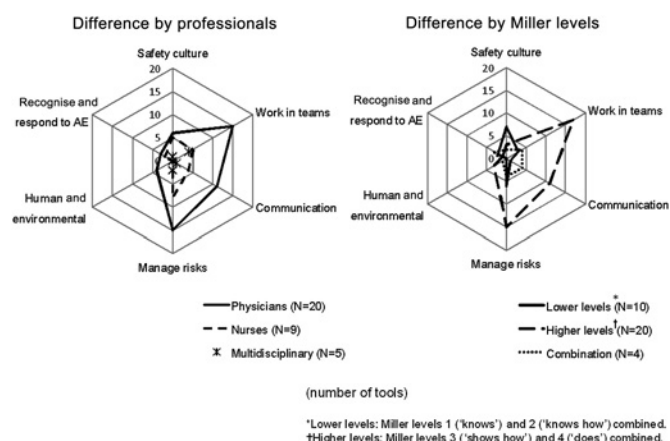 Difference by professionals
Difference by Miller levels
Safety culture
20
15
10
5
0
Work in teams
Communication
Manage risks
Human and
environmental
Recognise and
respond to AE
Safety culture
20
15
10
5
0
Work in teams
Communication
Manage risks
Human and
environmental
Recognise and
respond to AE
Physicians (N=20)
Nurses (N=9)
Multidisciplinary (N=5)
Lower levels* (N=10)
Higher levels† (N=20)
Combination (N=4)
(number of tools)
*Lower levels: Miller levels 1 ('knows') and 2 ('knows how') combined.
†Higher levels: Miller levels 3 ('shows how') and 4 ('does') combined.